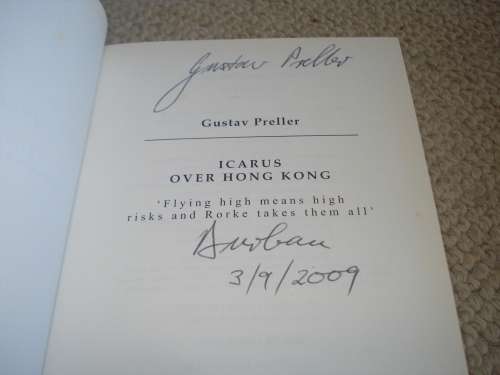 Gustav Preller
Gustav Preller
ICARUS
OVER HONG KONG
'Flying high means high
risks and Rorke takes them all'
Durban
3/9/2009